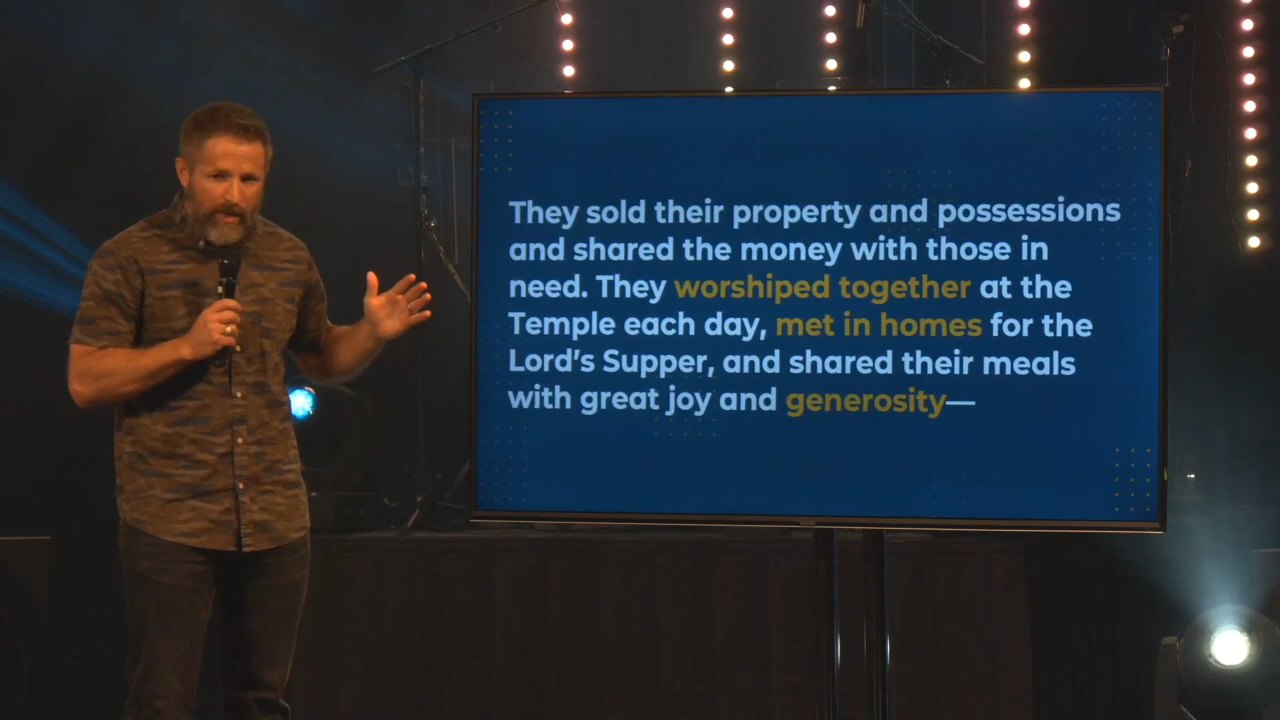 They sold their property and possessions
and shared the money with those in
need. They worshiped together at the
Temple each day, met in homes for the
Lord's Supper, and shared their meals
with great joy and generosity—